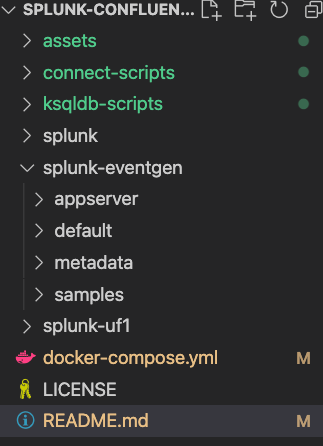 SPLUNK-CONFLUEN...
assets
connect-scripts
ksqldb-scripts
splunk
splunk-eventgen
appserver
default
metadata
samples
splunk-uf1
docker-compose.yml M
LICENSE
README.md M